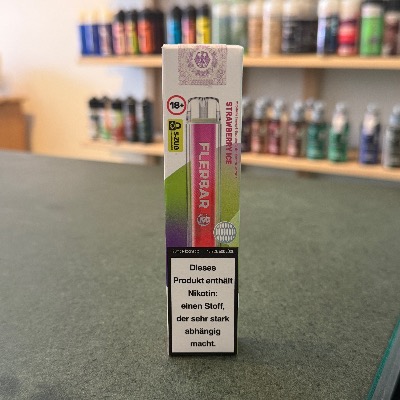 18+
STRAWBERRY ICE
FLERBAR
Dieses
Produkt enthält
Nikotin:
einen Stoff,
der sehr stark
abhängig
macht.